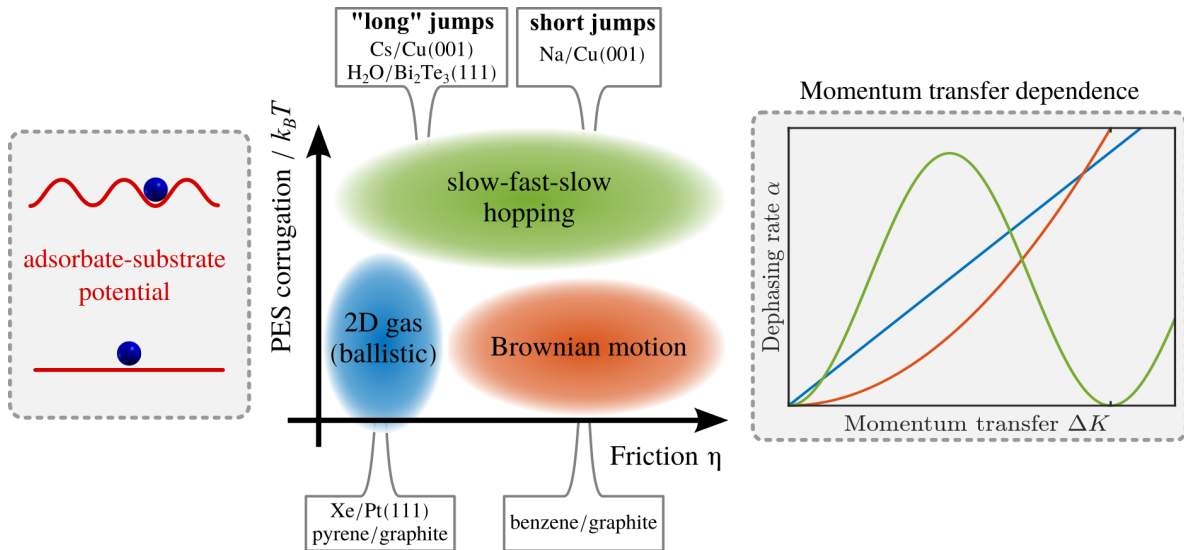 "long" jumps
Cs/Cu(001)
H₂O/Bi₂Te₃(111)
short jumps
Na/Cu(001)
adsorbate-substrate
potential
PES corrugation / k_BT
slow-fast-slow
hopping
2D gas
(ballistic)
Brownian motion
Friction η
Xe/Pt(111)
pyrene/graphite
benzene/graphite
Momentum transfer dependence
Dephasing rate α
Momentum transfer ΔK